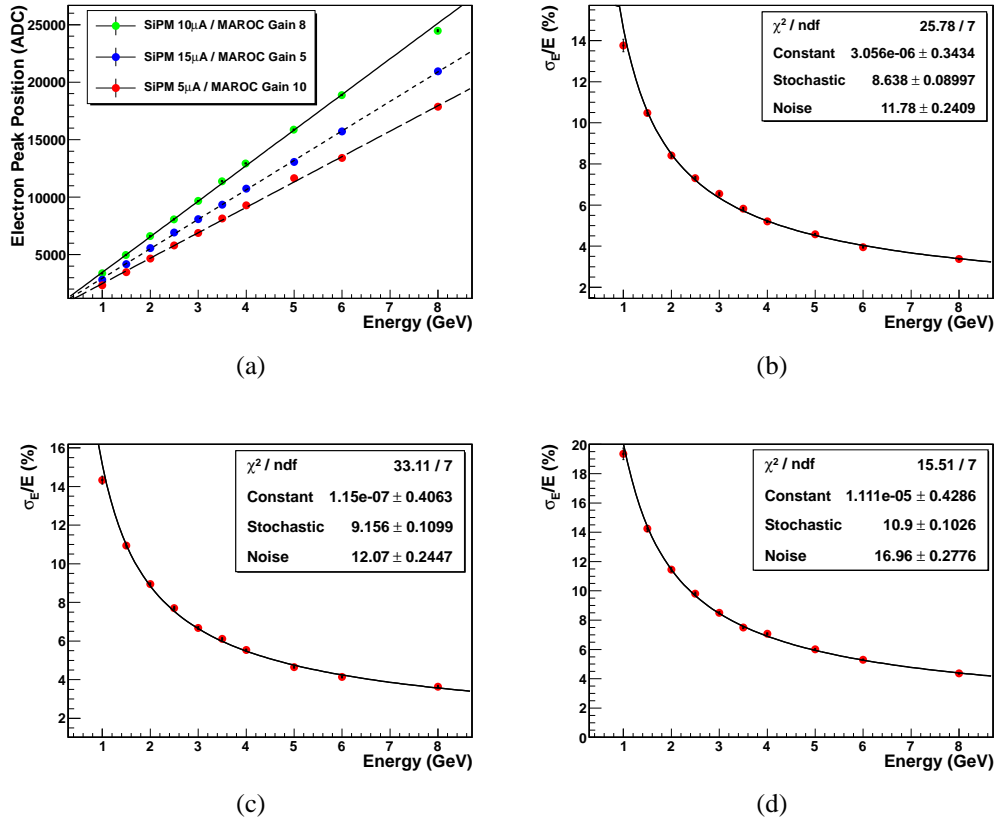 Electron Peak Position (ADC)
25000
20000
15000
10000
5000
SiPM 10μA / MAROC Gain 8
SiPM 15μA / MAROC Gain 5
SiPM 5μA / MAROC Gain 10
1 2 3 4 5 6 7 8
Energy (GeV)
(a)
σE/E (%)
14
12
10
8
6
4
2
χ² / ndf 25.78 / 7
Constant 3.056e-06 ± 0.3434
Stochastic 8.638 ± 0.08997
Noise 11.78 ± 0.2409
1 2 3 4 5 6 7 8
Energy (GeV)
(b)
σE/E (%)
16
14
12
10
8
6
4
2
χ² / ndf 33.11 / 7
Constant 1.15e-07 ± 0.4063
Stochastic 9.156 ± 0.1099
Noise 12.07 ± 0.2447
1 2 3 4 5 6 7 8
Energy (GeV)
(c)
σE/E (%)
20
18
16
14
12
10
8
6
4
2
0
χ² / ndf 15.51 / 7
Constant 1.111e-05 ± 0.4286
Stochastic 10.9 ± 0.1026
Noise 16.96 ± 0.2776
1 2 3 4 5 6 7 8
Energy (GeV)
(d)